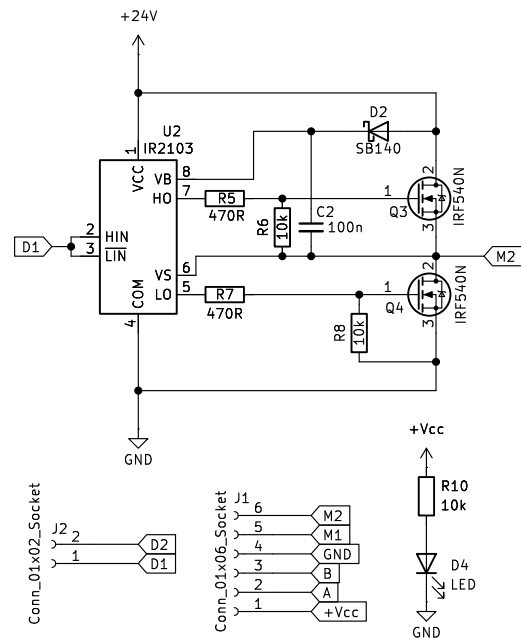 +24V
U2
IR2103
D2
SB140
1
VCC
VB
8
HO
7
R5
470R
R6
10k
C2
100n
1
2
Q3
3
IRF540N
D1
2
HIN
3
LIN
M2
VS
6
LO
5
COM
4
R7
470R
R8
10k
1
2
Q4
3
IRF540N
GND
+Vcc
R10
10k
D4
LED
GND
Conn_01x02_Socket
J2
2
D2
1
D1
Conn_01x06_Socket
J1
6
M2
5
M1
4
GND
3
B
2
A
1
+Vcc